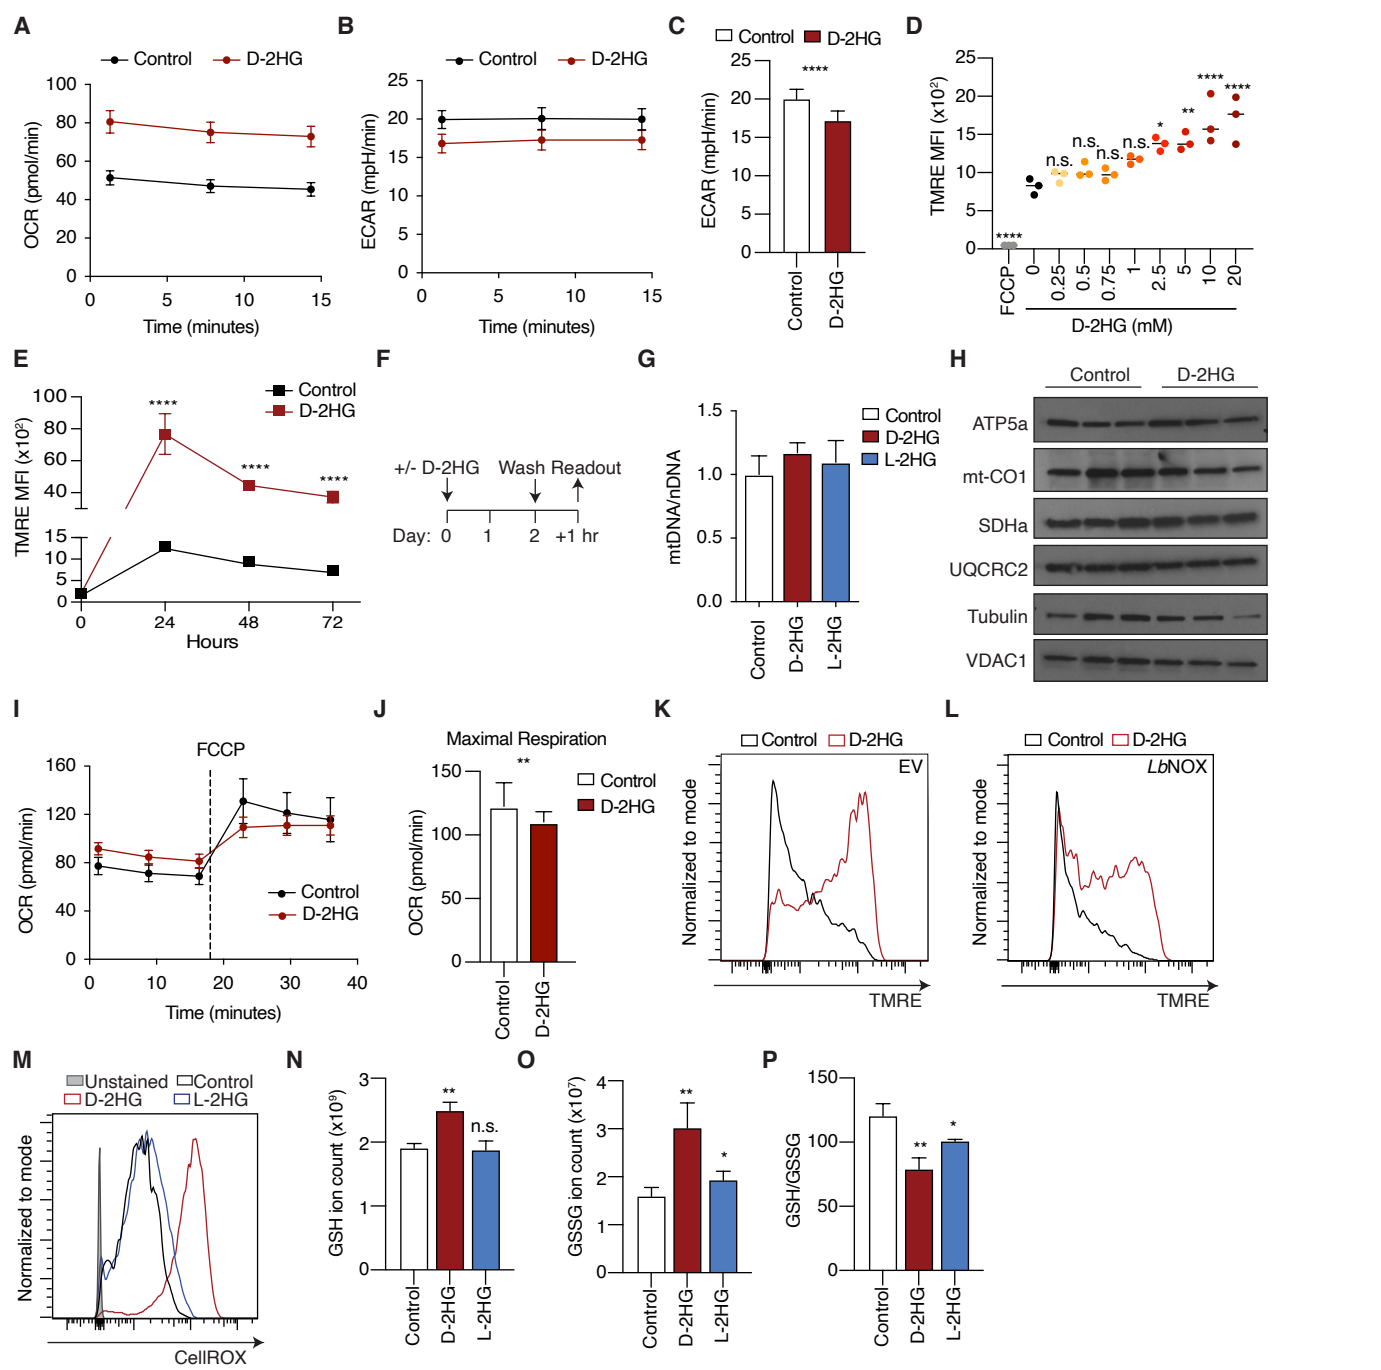 A
Control D-2HG
OCR (pmol/min)
100
80
60
40
20
0
0 5 10 15
Time (minutes)
B
Control D-2HG
ECAR (mpH/min)
25
20
15
10
5
0
0 5 10 15
Time (minutes)
C
Control D-2HG
ECAR (mpH/min)
25
20
15
10
5
0
****
Control
D-2HG
D
TMRE MFI (x10²)
25
20
15
10
5
0
****
n.s.
n.s.
n.s.
n.s.
*
**
****
****
FCCP
0
0.25
0.5
0.75
1
2.5
5
10
20
D-2HG (mM)
E
Control
D-2HG
TMRE MFI (x10²)
100
80
60
40
15
10
5
0
****
****
****
0 24 48 72
Hours
F
+/- D-2HG Wash Readout
Day: 0 1 2 +1 hr
G
Control
D-2HG
L-2HG
mtDNA/nDNA
1.5
1.0
0.5
0.0
Control
D-2HG
L-2HG
H
Control D-2HG
ATP5a
mt-CO1
SDHa
UQCRC2
Tubulin
VDAC1
I
FCCP
OCR (pmol/min)
160
120
80
40
0
Control
D-2HG
0 10 20 30 40
Time (minutes)
J
Maximal Respiration
**
Control
D-2HG
OCR (pmol/min)
150
100
50
0
Control
D-2HG
K
Control D-2HG
EV
Normalized to mode
TMRE
L
Control D-2HG
LbNOX
Normalized to mode
TMRE
M
Unstained Control
D-2HG L-2HG
Normalized to mode
CellROX
N
GSH ion count (x10⁹)
3
2
1
0
**
n.s.
Control
D-2HG
L-2HG
O
GSSG ion count (x10⁷)
4
3
2
1
0
**
*
Control
D-2HG
L-2HG
P
GSH/GSSG
150
100
50
0
**
*
Control
D-2HG
L-2HG